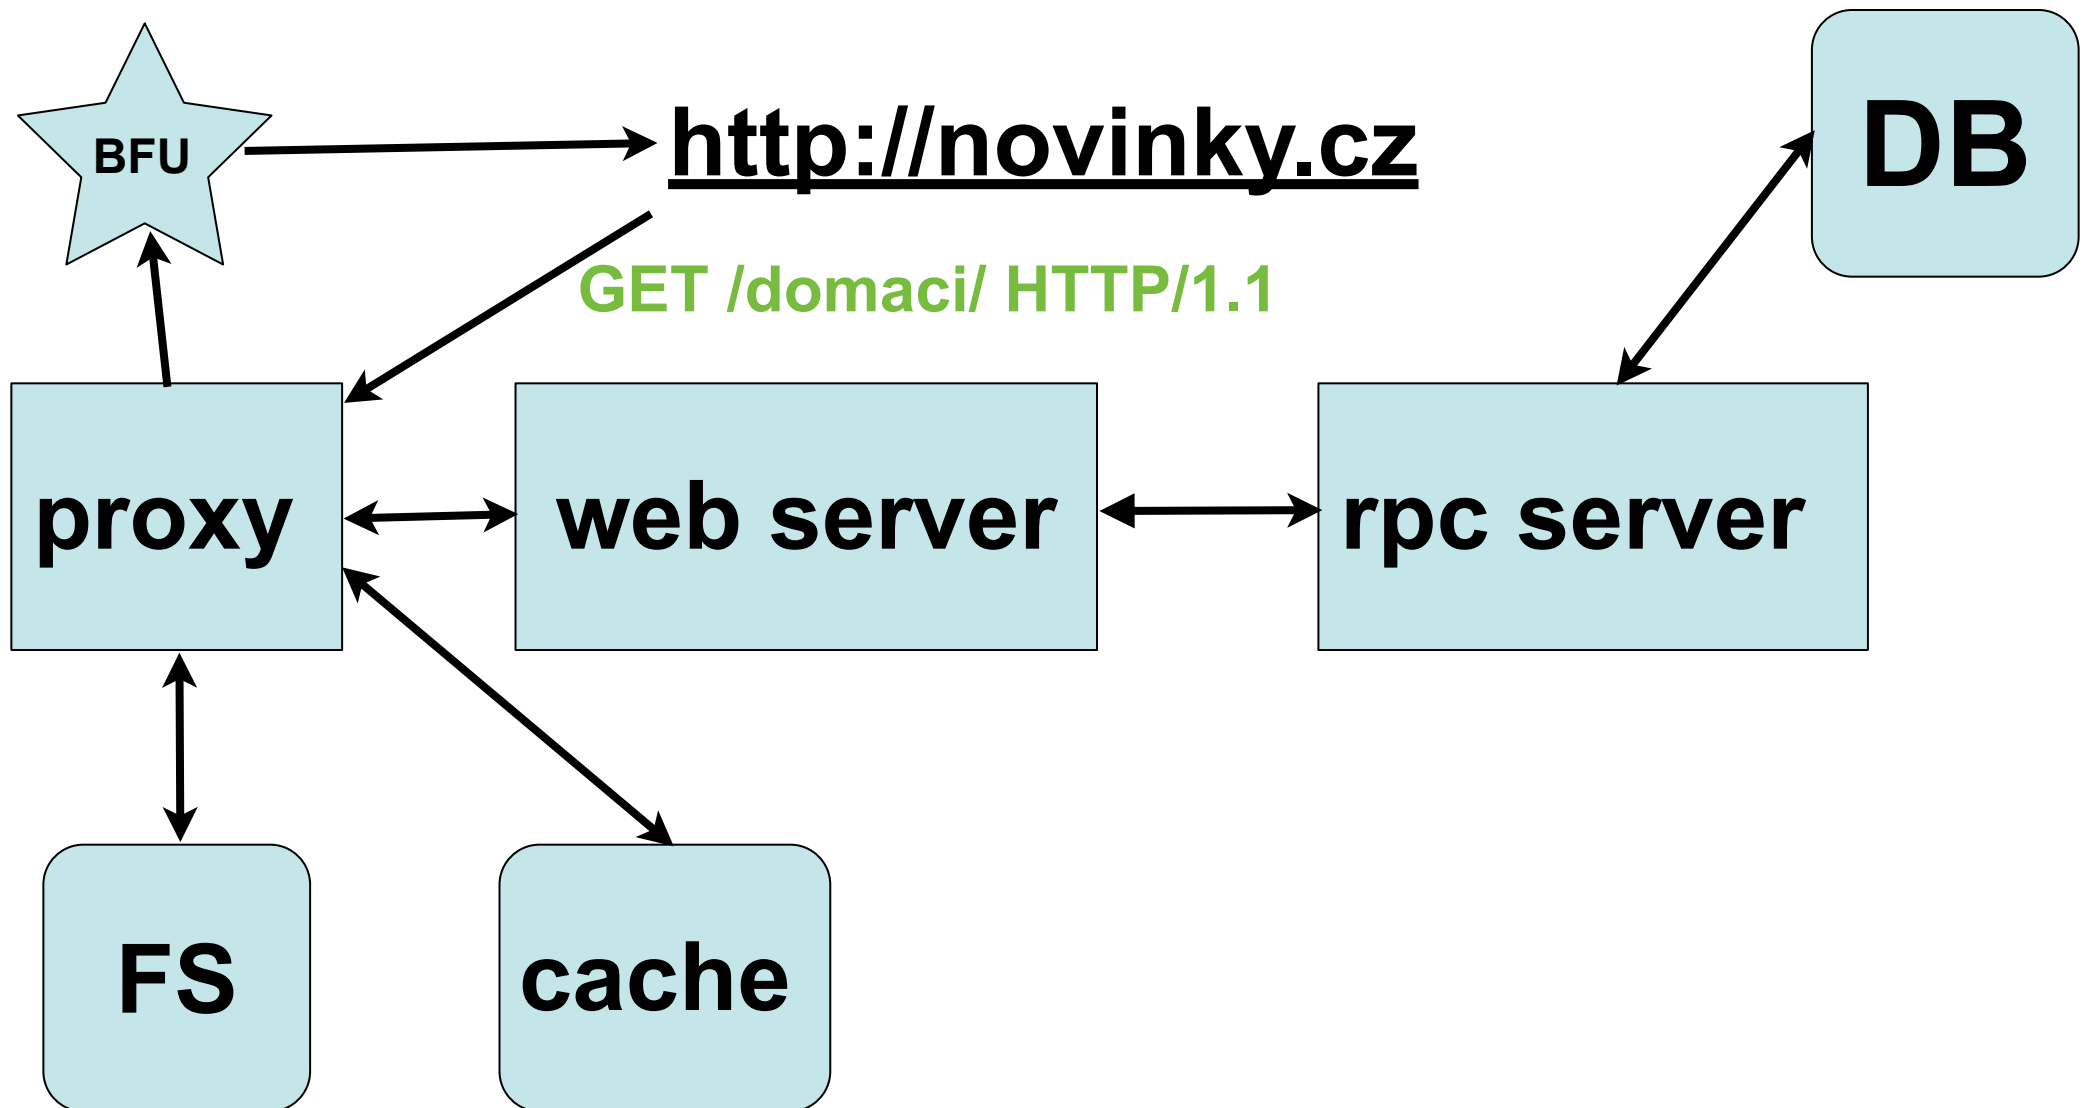 BFU
http://novinky.cz
DB
GET /domaci/ HTTP/1.1
proxy
web server
rpc server
FS
cache